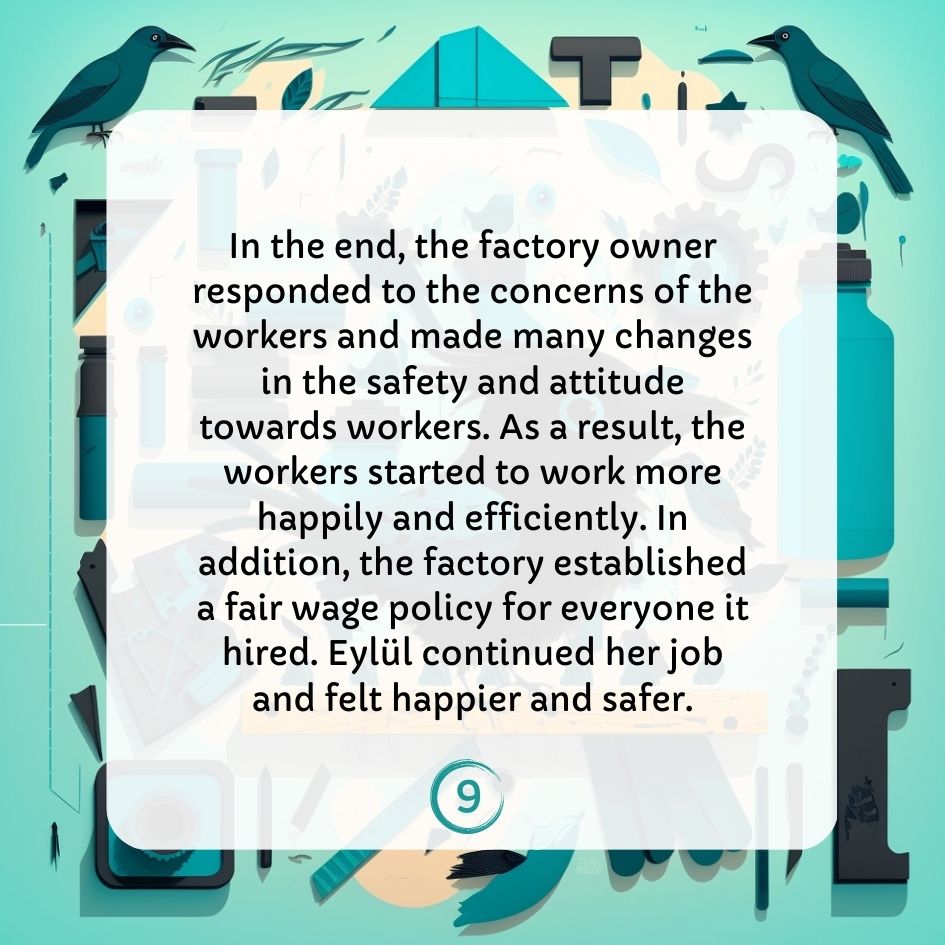 In the end, the factory owner
responded to the concerns of the
workers and made many changes
in the safety and attitude
towards workers. As a result, the
workers started to work more
happily and efficiently. In
addition, the factory established
a fair wage policy for everyone it
hired. Eylül continued her job
and felt happier and safer.
9